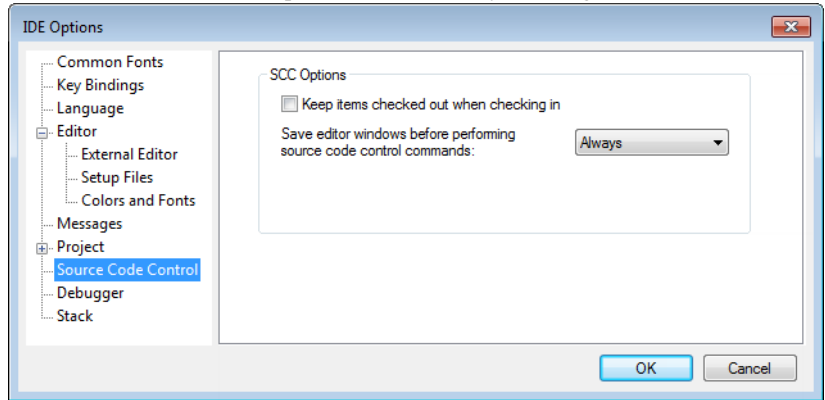 IDE Options
Common Fonts
Key Bindings
Language
Editor
External Editor
Setup Files
Colors and Fonts
Messages
Project
Source Code Control
Debugger
Stack
SCC Options
Keep items checked out when checking in
Save editor windows before performing
source code control commands:
Always
OK
Cancel